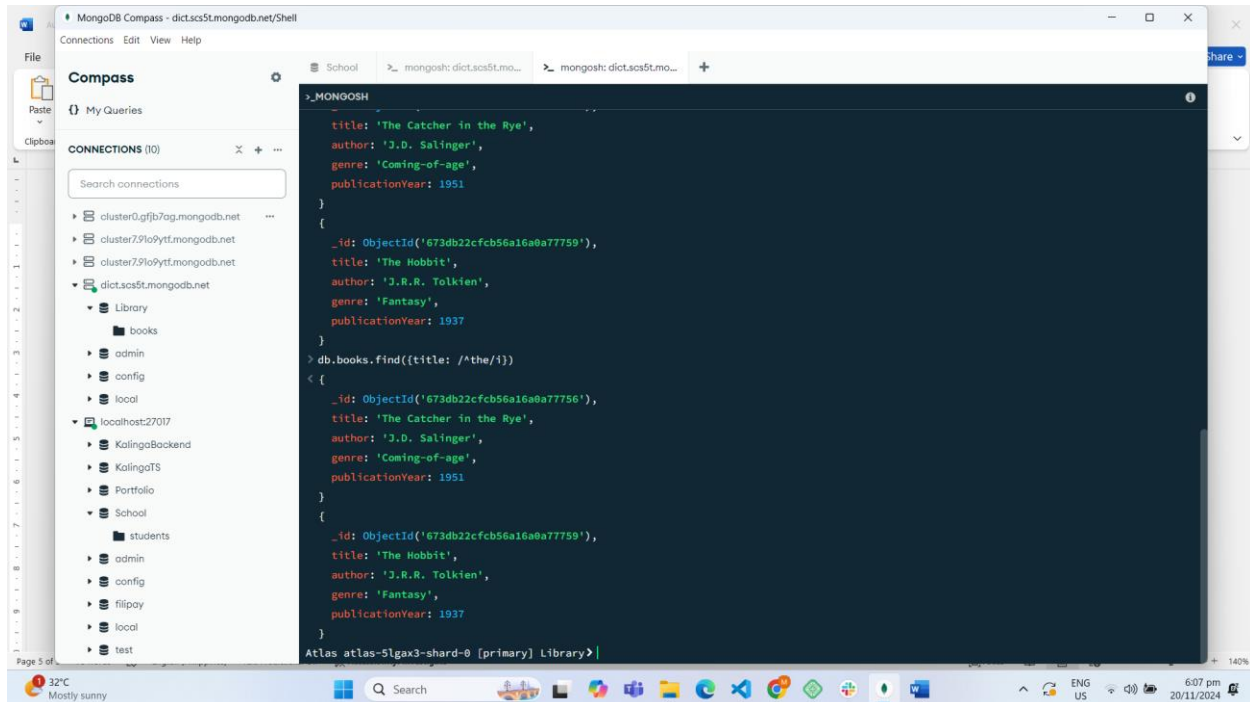 MongoDB Compass - dict.scs5t.mongodb.net/Shell
Connections Edit View Help
File
Share
Compass
School
>_ mongosh: dict.scs5t.mo...
>_ mongosh: dict.scs5t.mo...
Paste
{} My Queries
>_MONGOSH
Clipboa
CONNECTIONS (10)
Search connections
cluster0.gfjb7ag.mongodb.net
cluster7.91o9ytf.mongodb.net
cluster7.91o9ytf.mongodb.net
dict.scs5t.mongodb.net
Library
books
admin
config
local
localhost:27017
KalingaBackend
KalingaTS
Portfolio
School
students
admin
config
filipay
local
test
title: 'The Catcher in the Rye',
author: 'J.D. Salinger',
genre: 'Coming-of-age',
publicationYear: 1951
}
{
_id: ObjectId('673db22cfcb56a16a0a77759'),
title: 'The Hobbit',
author: 'J.R.R. Tolkien',
genre: 'Fantasy',
publicationYear: 1937
}
> db.books.find({title: /^the/i})
< {
_id: ObjectId('673db22cfcb56a16a0a77756'),
title: 'The Catcher in the Rye',
author: 'J.D. Salinger',
genre: 'Coming-of-age',
publicationYear: 1951
}
{
_id: ObjectId('673db22cfcb56a16a0a77759'),
title: 'The Hobbit',
author: 'J.R.R. Tolkien',
genre: 'Fantasy',
publicationYear: 1937
}
Atlas atlas-5lgax3-shard-0 [primary] Library>
Page 5 of
140%
32°C
Mostly sunny
Search
ENG
US
6:07 pm
20/11/2024